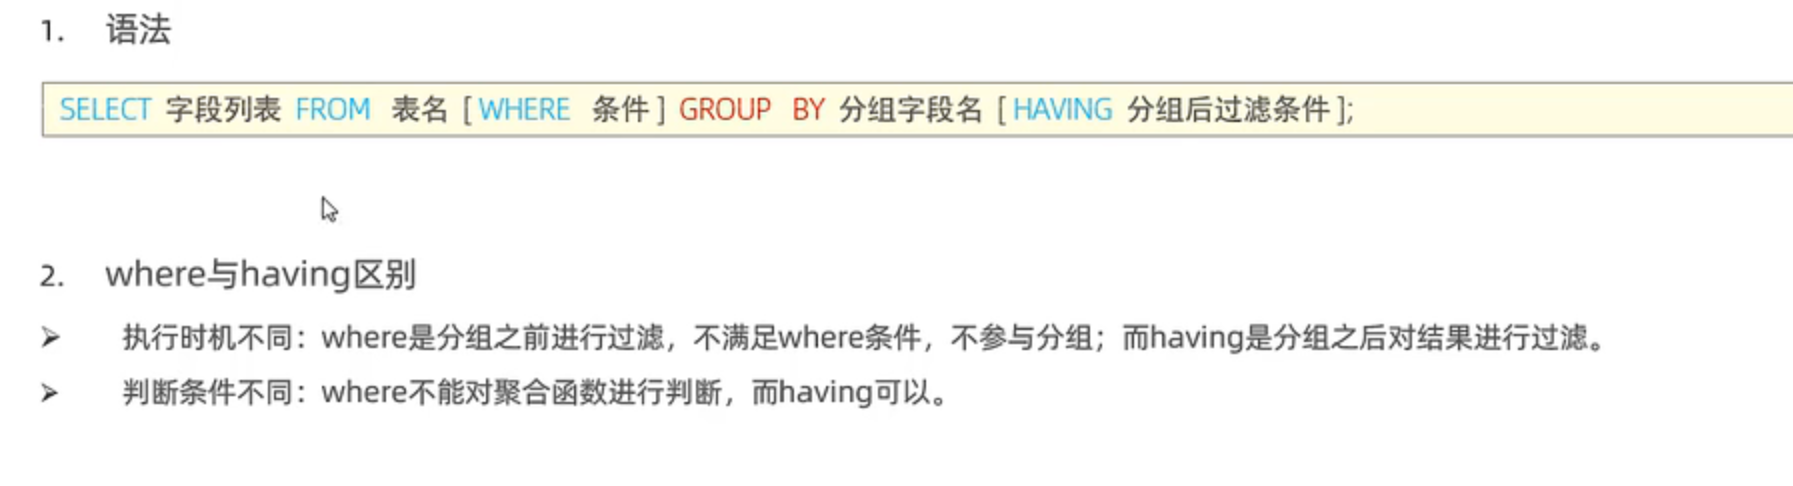 1. 语法
SELECT 字段列表 FROM 表名 [ WHERE 条件 ] GROUP BY 分组字段名 [ HAVING 分组后过滤条件 ];
2. where与having区别
➢ 执行时机不同：where是分组之前进行过滤，不满足where条件，不参与分组；而having是分组之后对结果进行过滤。
➢ 判断条件不同：where不能对聚合函数进行判断，而having可以。